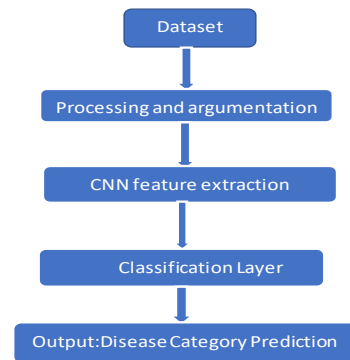 Dataset
Processing and argumentation
CNN feature extraction
Classification Layer
Output:Disease Category Prediction